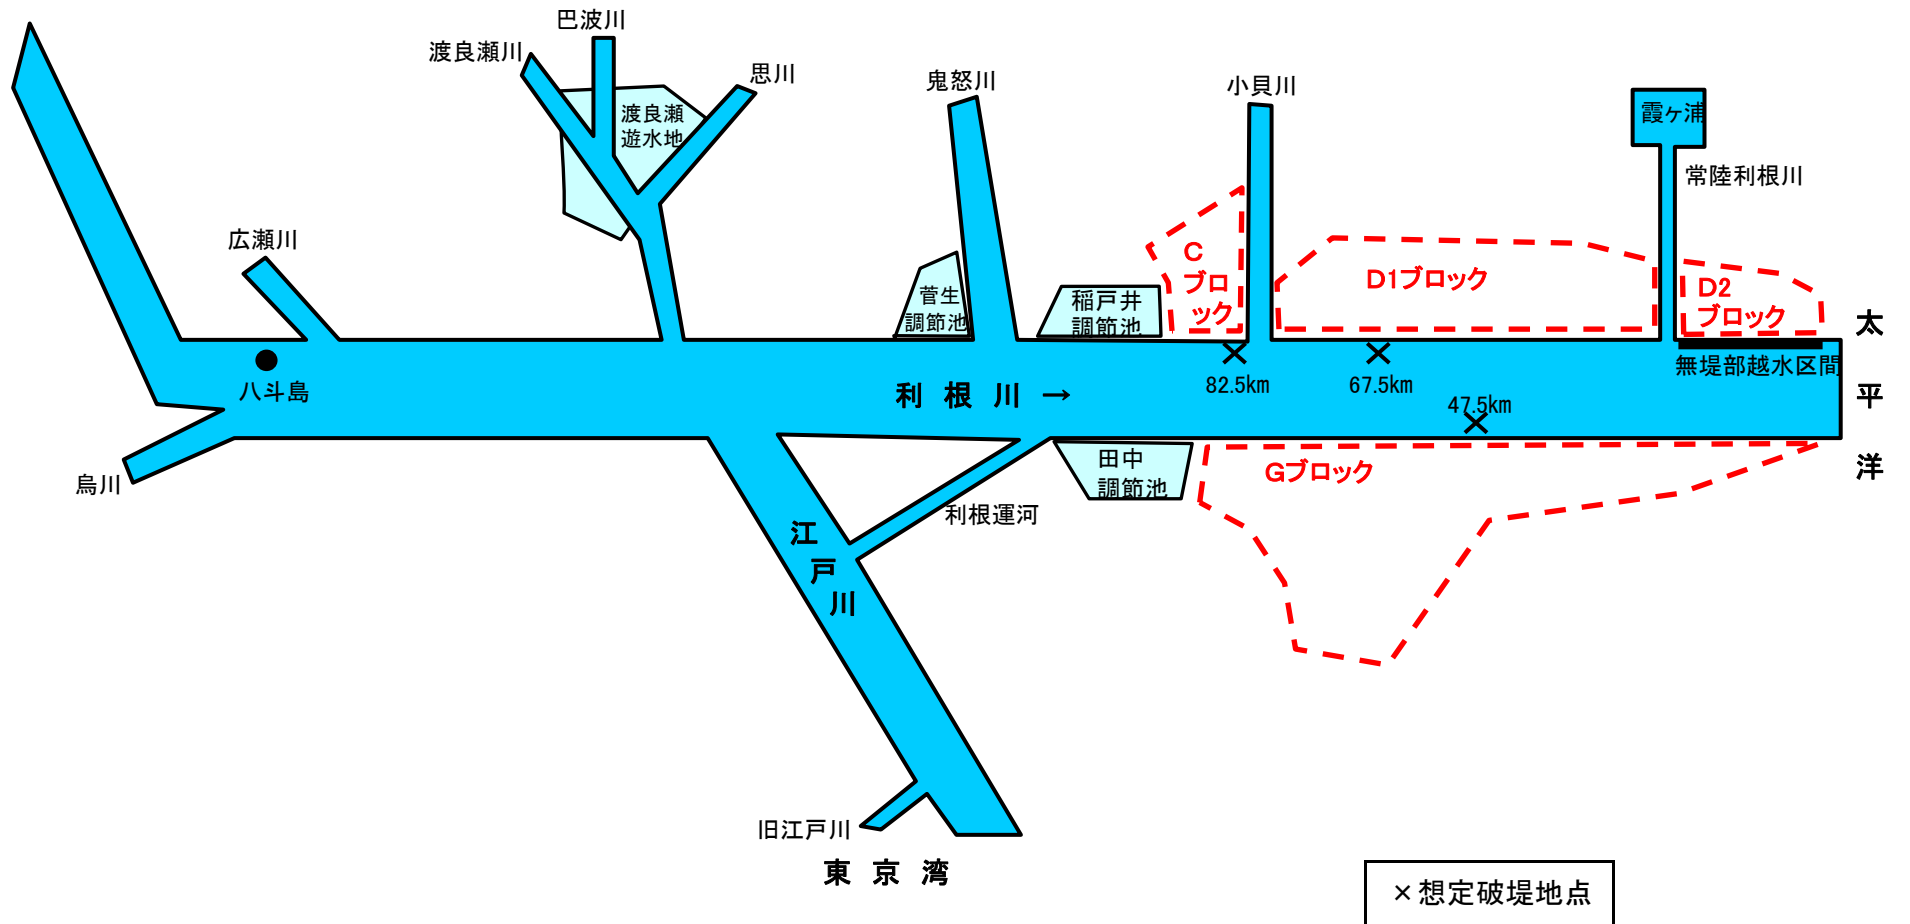 巴波川
渡良瀬川
思川
鬼怒川
小貝川
渡良瀬
遊水地
霞ヶ浦
常陸利根川
広瀬川
C
ブロ
ック
D1ブロック
D2
ブロック
菅生
調節池
稲戸井
調節池
太
平
洋
八斗島
利根川→
82.5km
67.5km
47.5km
無堤部越水区間
烏川
田中
調節池
Gブロック
利根運河
江
戸
川
旧江戸川
東京湾
×想定破堤地点